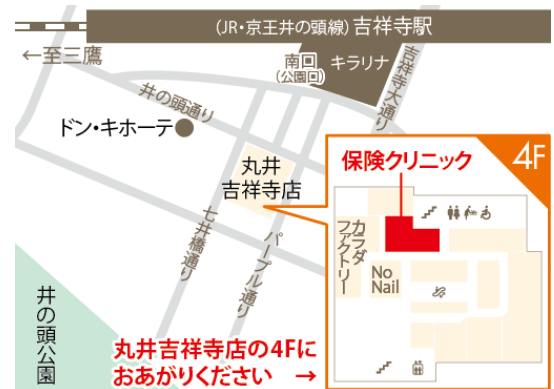 (JR・京王井の頭線)吉祥寺駅
←至三鷹
南口
(公園口)
キラリナ
吉祥寺大通り
井の頭通り
ドン・キホーテ
丸井
吉祥寺店
七井橋通り
パープル通り
井の頭公園
保険クリニック
4F
カラダ
ファクトリー
No
Nail
丸井吉祥寺店の4Fに
おあがりください →